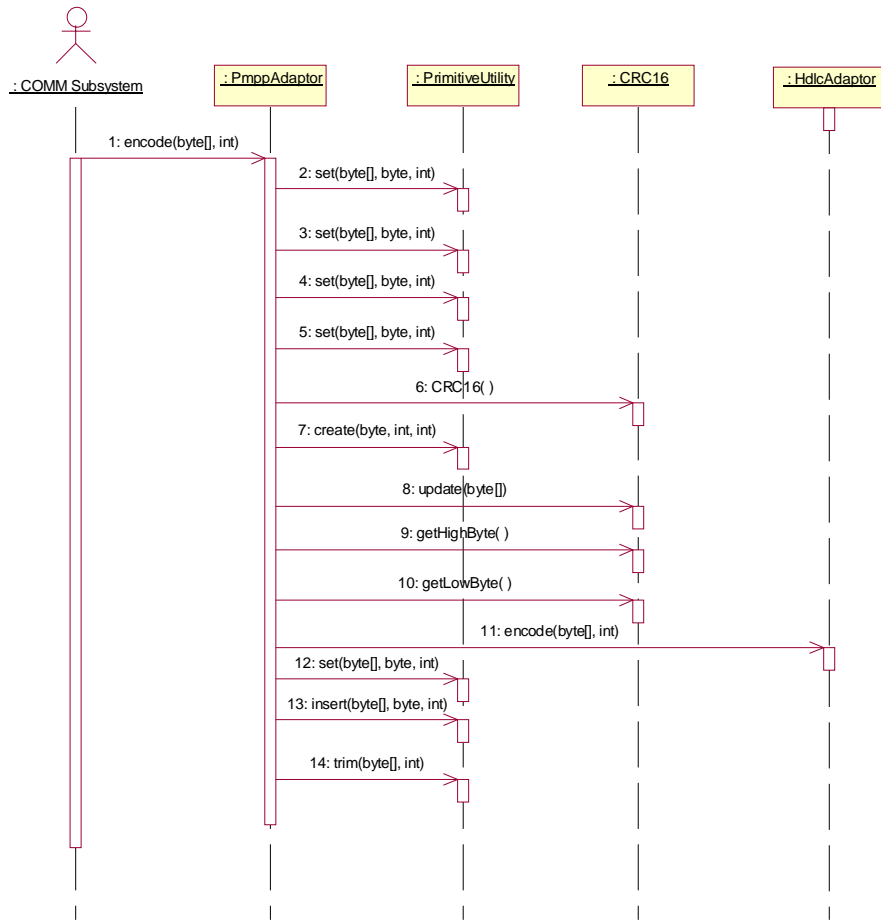 : COMM Subsystem
: PmppAdaptor
: PrimitiveUtility
: CRC16
: HdlcAdaptor
1: encode(byte[], int)
2: set(byte[], byte, int)
3: set(byte[], byte, int)
4: set(byte[], byte, int)
5: set(byte[], byte, int)
6: CRC16( )
7: create(byte, int, int)
8: update(byte[])
9: getHighByte( )
10: getLowByte( )
11: encode(byte[], int)
12: set(byte[], byte, int)
13: insert(byte[], byte, int)
14: trim(byte[], int)